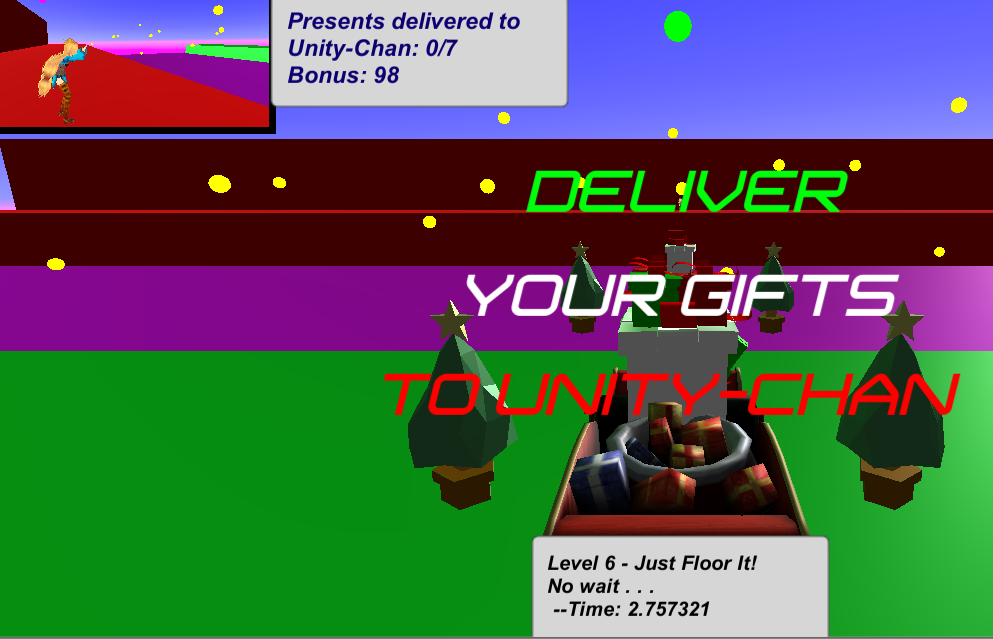 Presents delivered to
Unity-Chan: 0/7
Bonus: 98
DELIVER
YOUR GIFTS
TO UNITY-CHAN
Level 6 - Just Floor It!
No wait . . .
--Time: 2.757321